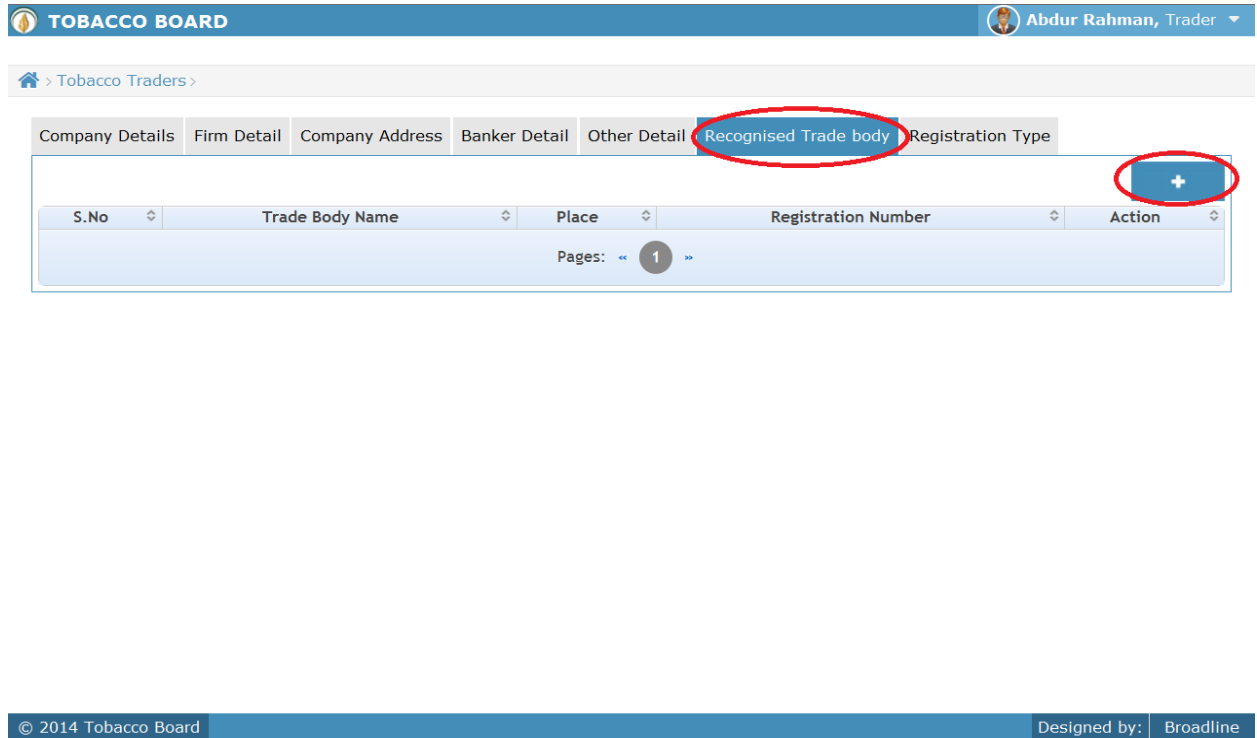 TOBACCO BOARD
Abdur Rahman, Trader
> Tobacco Traders >
Company Details Firm Detail Company Address Banker Detail Other Detail Recognised Trade body Registration Type
+
S.No Trade Body Name Place Registration Number Action
Pages: « 1 »
© 2014 Tobacco Board Designed by: Broadline